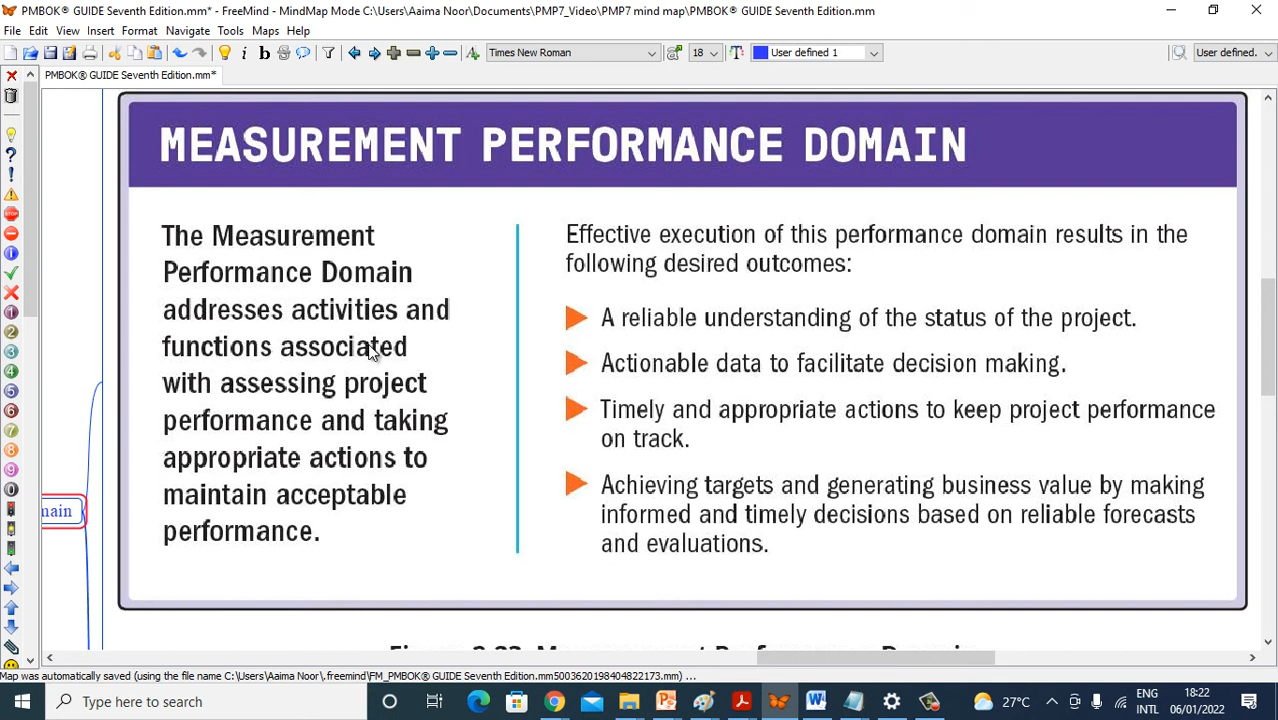 PMBOK® GUIDE Seventh Edition.mm* - FreeMind - MindMap Mode C:\Users\Aaima Noor\Documents\PMP7_Video\PMP7 mind map\PMBOK® GUIDE Seventh Edition.mm
File Edit View Insert Format Navigate Tools Maps Help
Times New Roman 18 User defined 1 User defined.
PMBOK® GUIDE Seventh Edition.mm*
MEASUREMENT PERFORMANCE DOMAIN
The Measurement
Performance Domain
addresses activities and
functions associated
with assessing project
performance and taking
appropriate actions to
maintain acceptable
performance.
Effective execution of this performance domain results in the
following desired outcomes:
A reliable understanding of the status of the project.
Actionable data to facilitate decision making.
Timely and appropriate actions to keep project performance
on track.
Achieving targets and generating business value by making
informed and timely decisions based on reliable forecasts
and evaluations.
main
Map was automatically saved (using the file name C:\Users\Aaima Noor\.freemind\FM_PMBOK® GUIDE Seventh Edition.mm5003620198404822173.mm) ...
Type here to search
27°C
ENG
INTL
18:22
06/01/2022